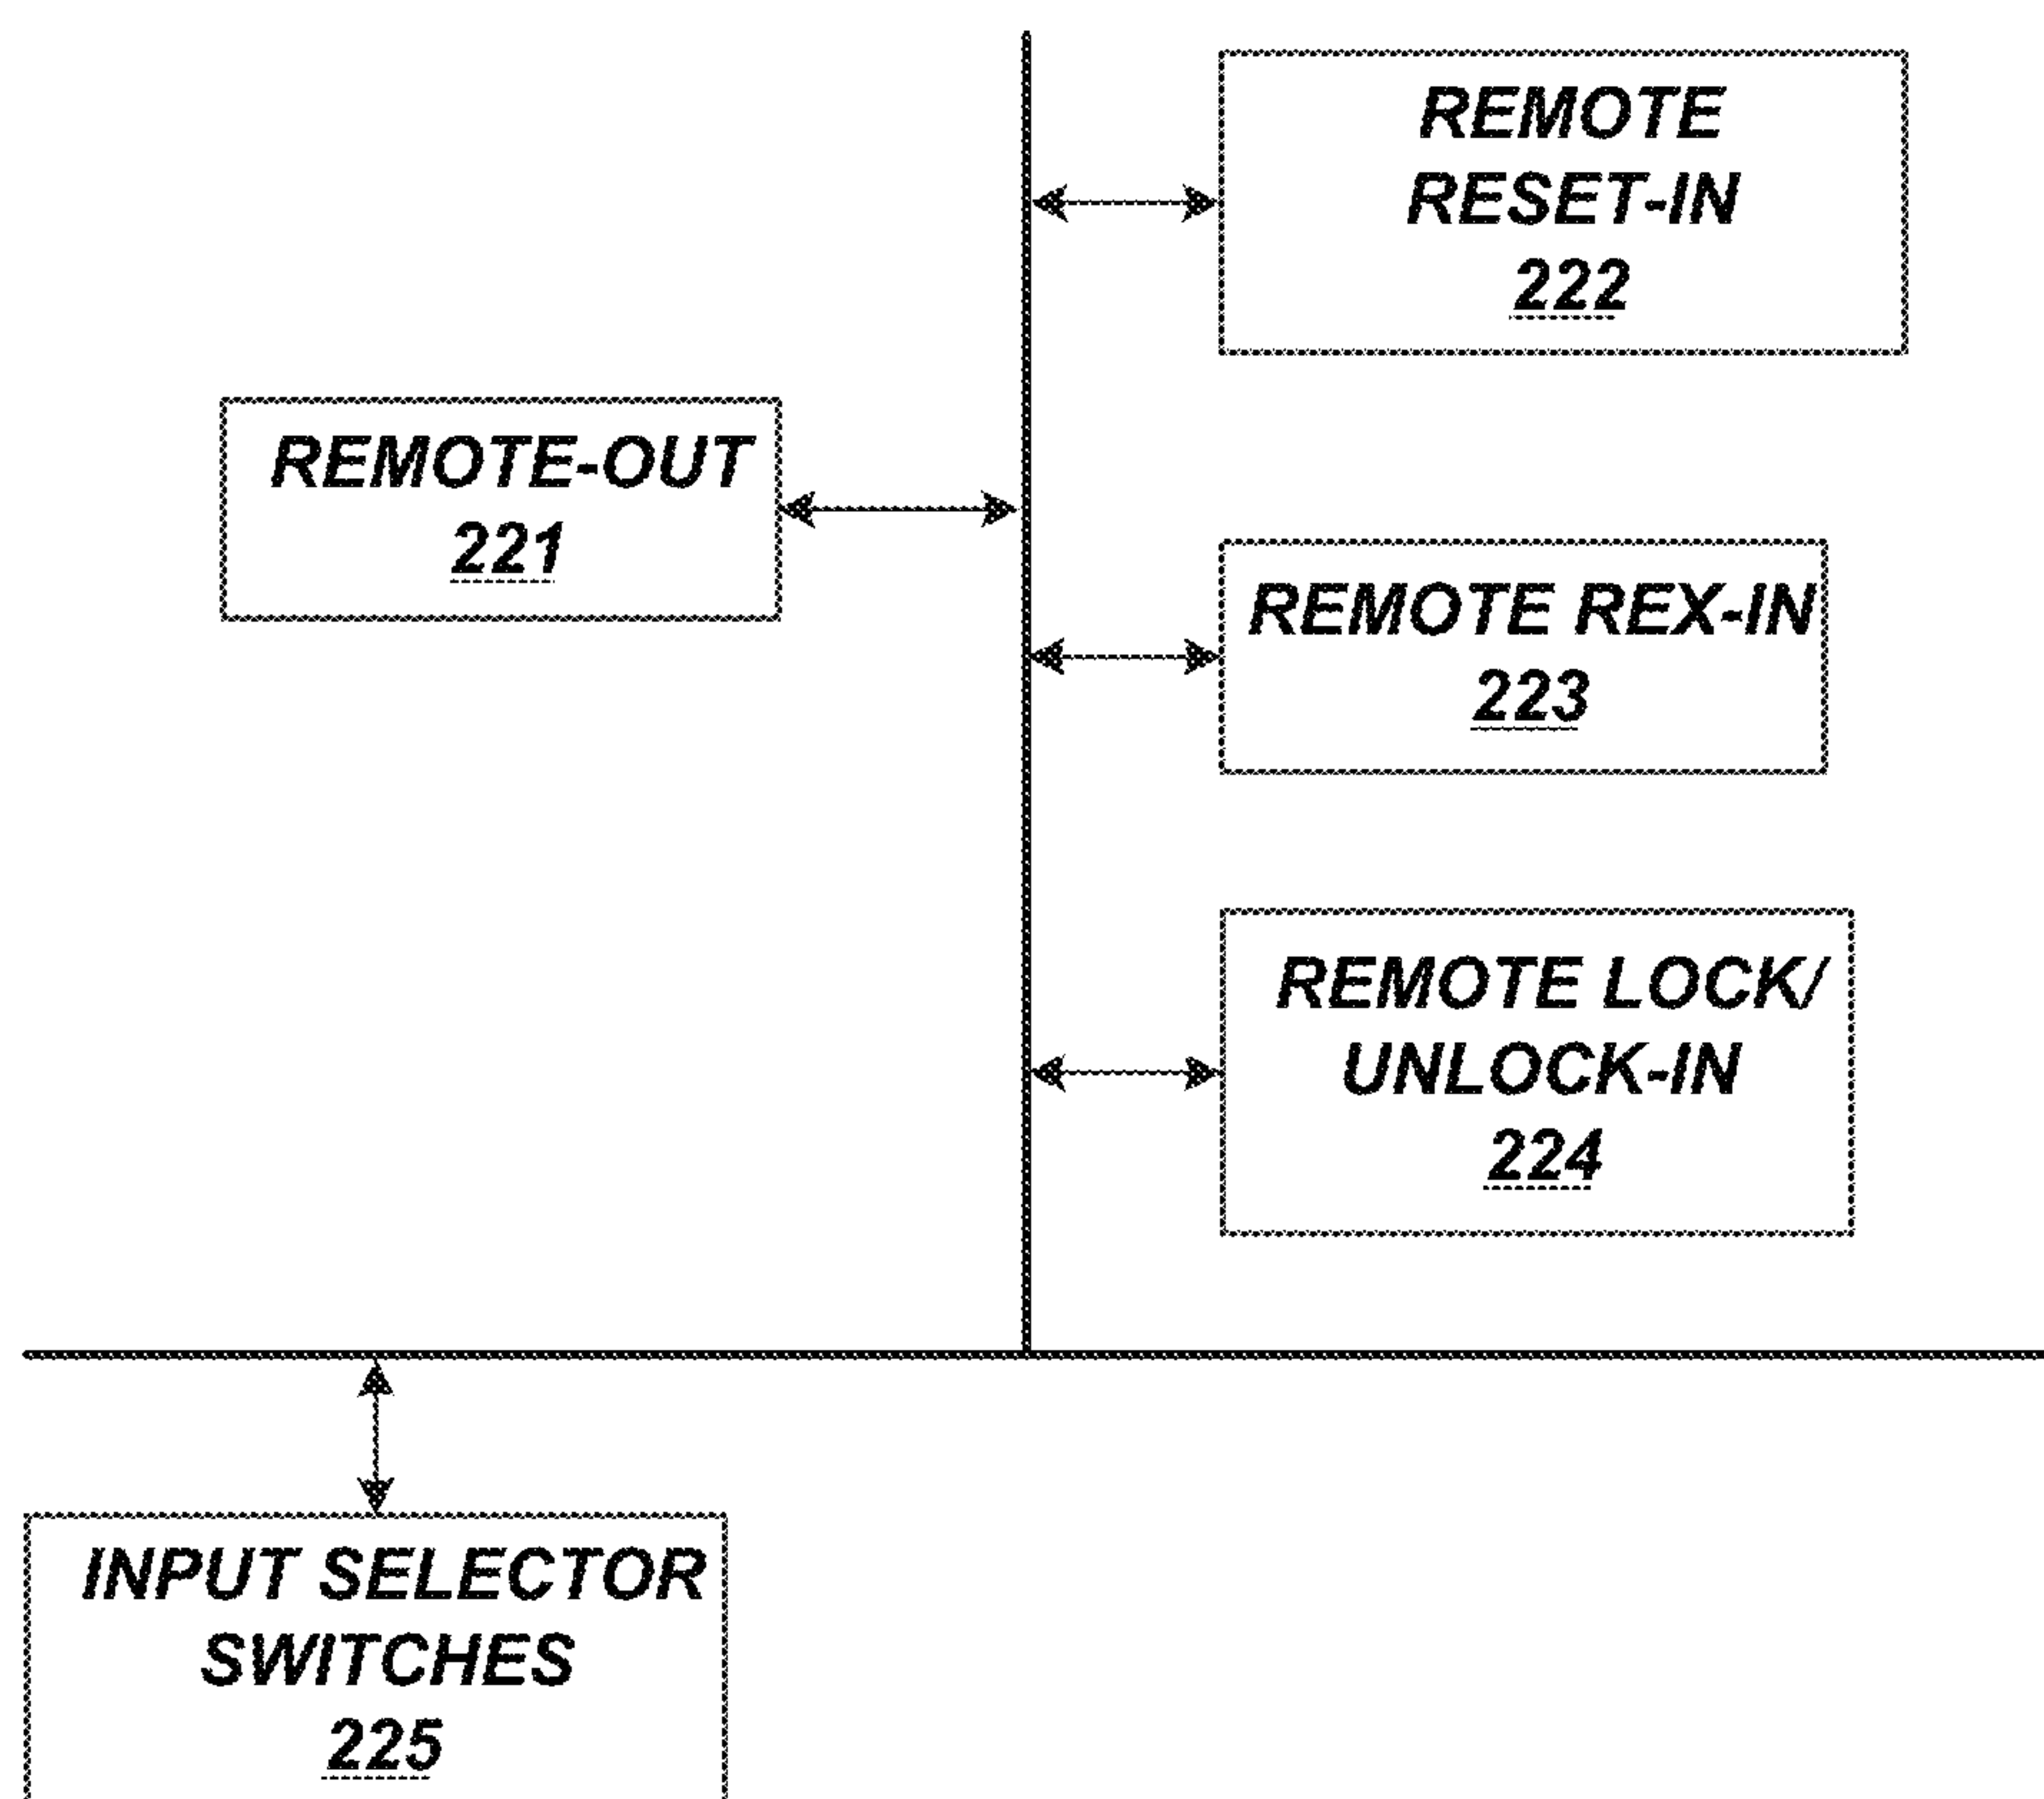 REMOTE
RESET-IN
222
REMOTE-OUT
221
REMOTE REX-IN
223
REMOTE LOCK/
UNLOCK-IN
224
INPUT SELECTOR
SWITCHES
225